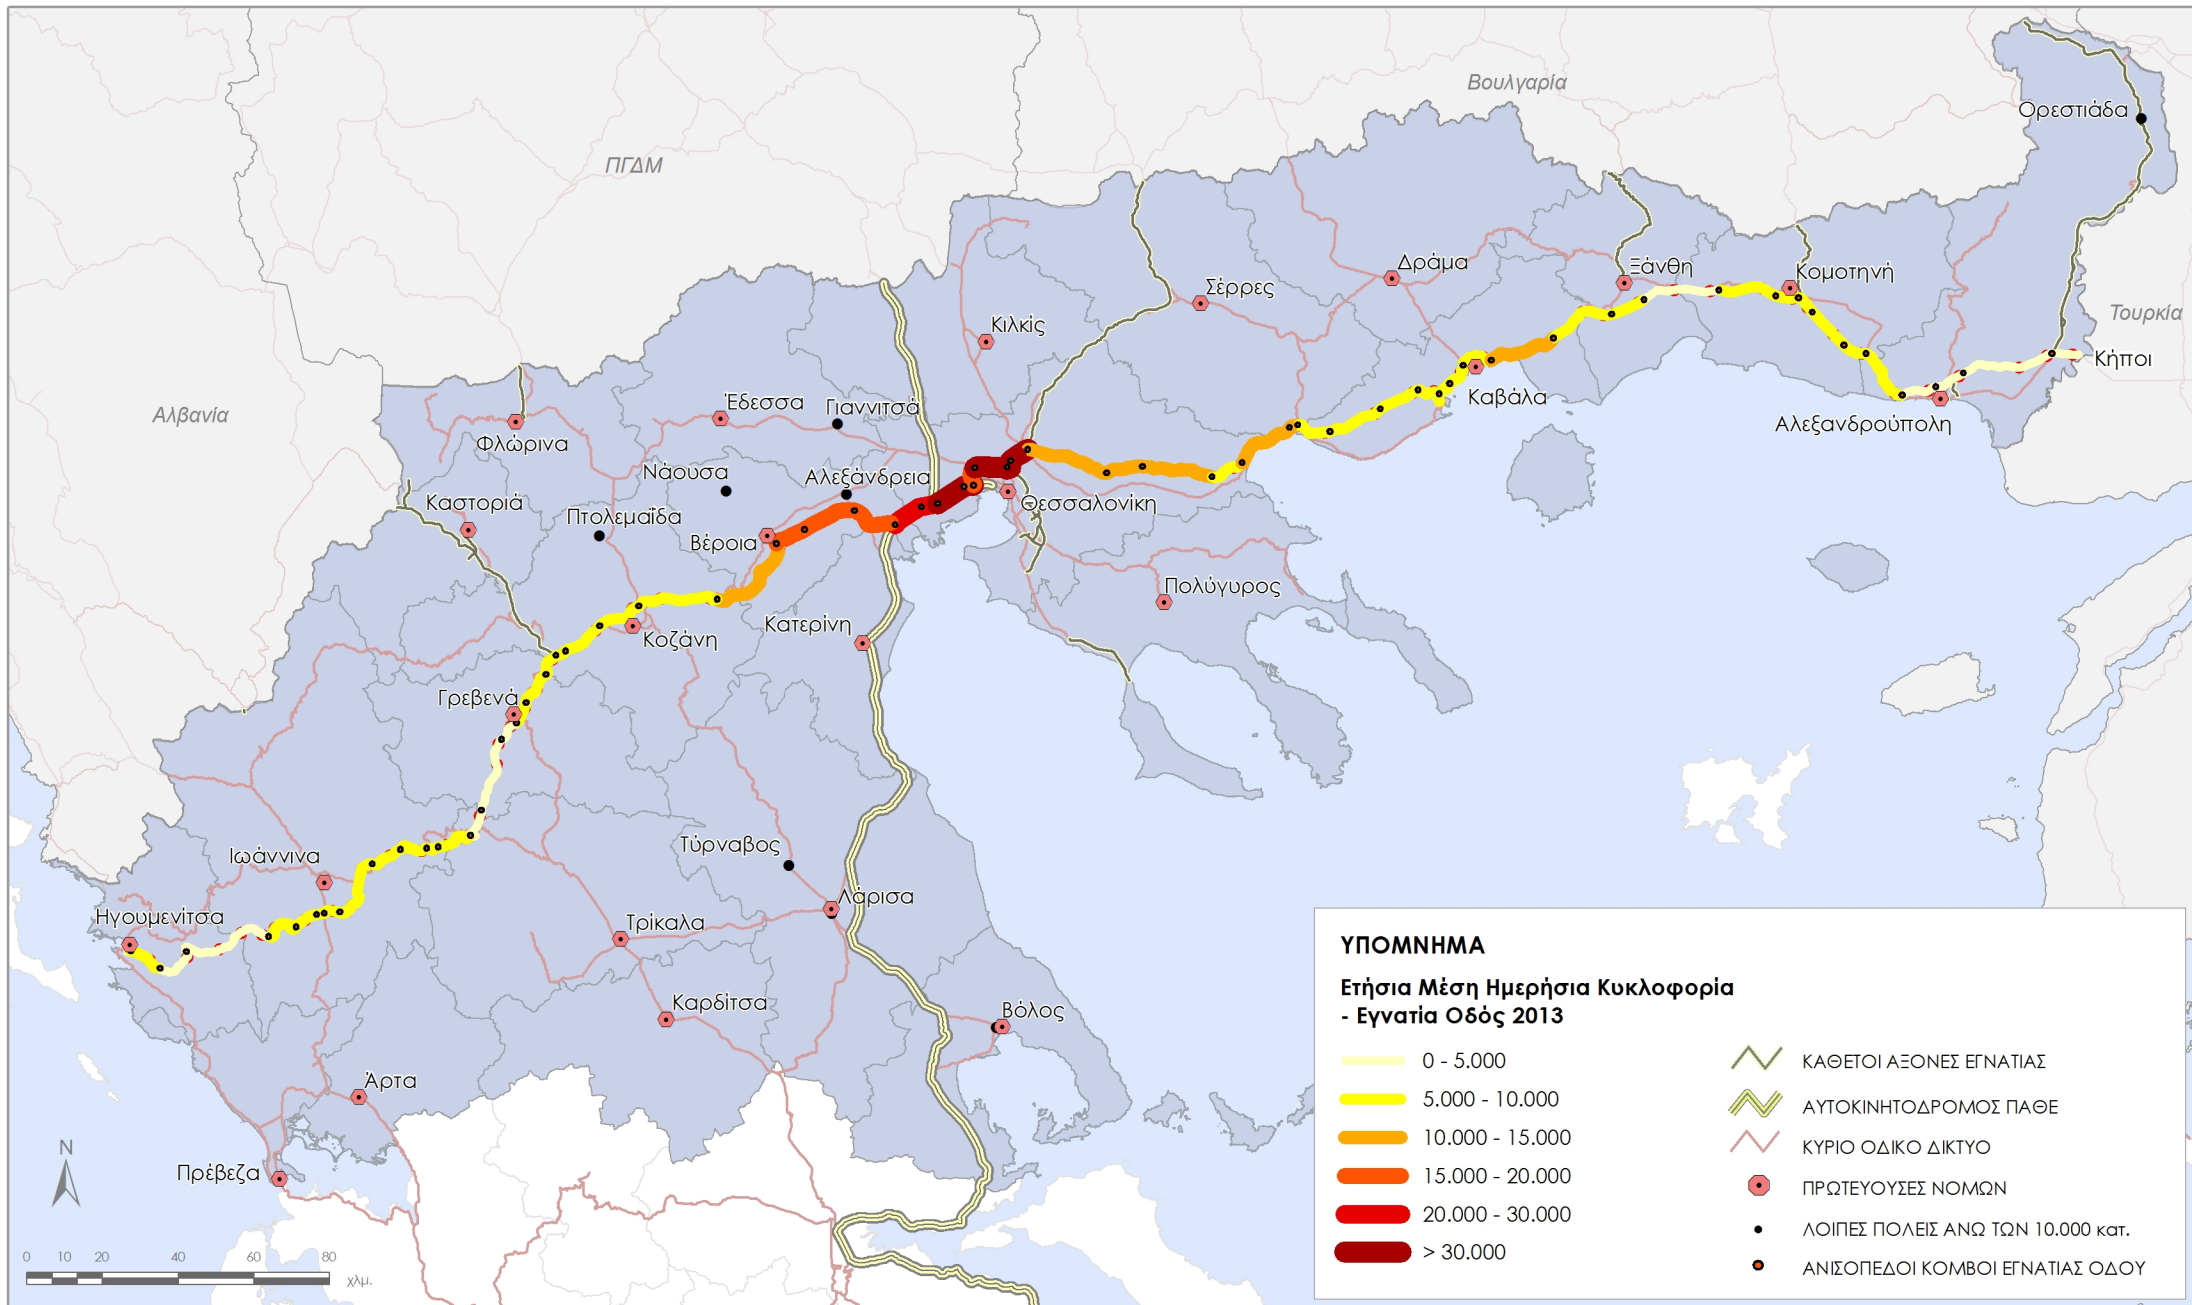 Βουλγαρία
ΠΓΔΜ
Ορεστιάδα
Δράμα
Ξάνθη
Κομοτηνή
Σέρρες
Τουρκία
Κιλκίς
Κήποι
Καβάλα
Αλβανία
Έδεσσα
Γιαννιτσά
Αλεξανδρούπολη
Φλώρινα
Νάουσα
Αλεξάνδρεια
Καστοριά
Θεσσαλονίκη
Πτολεμαΐδα
Βέροια
Πολύγυρος
Κατερίνη
Κοζάνη
Γρεβενά
Τύρναβος
Ιωάννινα
Λάρισα
Ηγουμενίτσα
Τρίκαλα
Καρδίτσα
Βόλος
Άρτα
Πρέβεζα
N
0 10 20 40 60 80
χλμ.
ΥΠΟΜΝΗΜΑ
Ετήσια Μέση Ημερήσια Κυκλοφορία
- Εγνατία Οδός 2013
0 - 5.000
5.000 - 10.000
10.000 - 15.000
15.000 - 20.000
20.000 - 30.000
> 30.000
ΚΑΘΕΤΟΙ ΑΞΟΝΕΣ ΕΓΝΑΤΙΑΣ
ΑΥΤΟΚΙΝΗΤΟΔΡΟΜΟΣ ΠΑΘΕ
ΚΥΡΙΟ ΟΔΙΚΟ ΔΙΚΤΥΟ
ΠΡΩΤΕΥΟΥΣΕΣ ΝΟΜΩΝ
ΛΟΙΠΕΣ ΠΟΛΕΙΣ ΑΝΩ ΤΩΝ 10.000 κατ.
ΑΝΙΣΟΠΕΔΟΙ ΚΟΜΒΟΙ ΕΓΝΑΤΙΑΣ ΟΔΟΥ